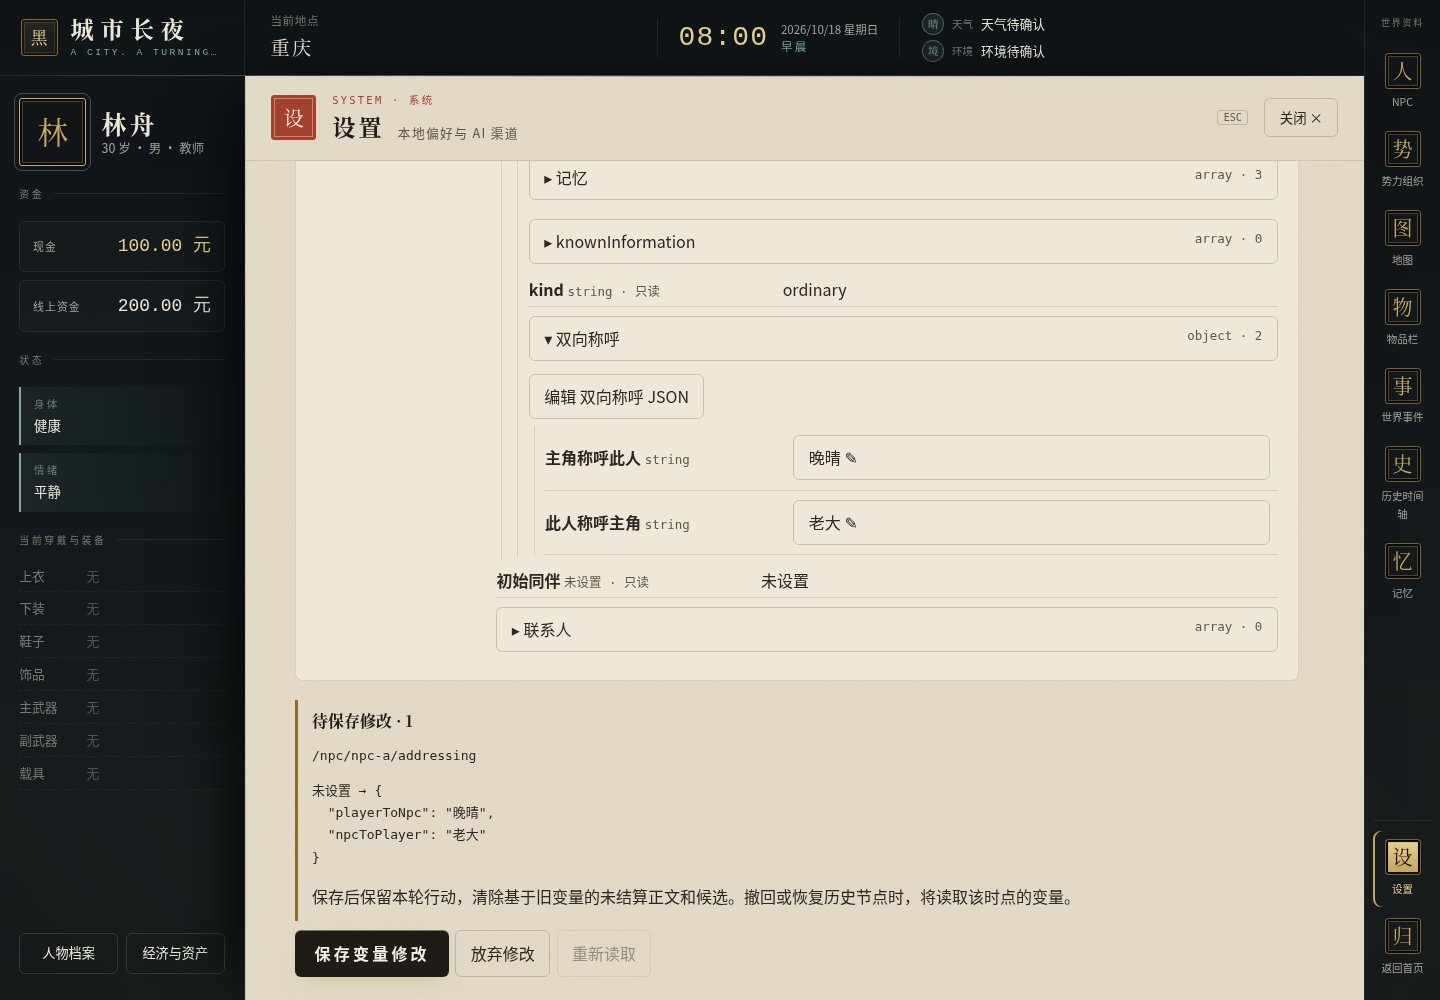 黑
城市长夜
A CITY. A TURNING…
当前地点
重庆
08:00
2026/10/18 星期日
早晨
晴 天气 天气待确认
境 环境 环境待确认
林
林舟
30 岁 · 男 · 教师
资金
现金 100.00 元
线上资金 200.00 元
状态
身体
健康
情绪
平静
当前穿戴与装备
上衣 无
下装 无
鞋子 无
饰品 无
主武器 无
副武器 无
载具 无
人物档案
经济与资产
设
SYSTEM · 系统
设置 本地偏好与 AI 渠道
ESC
关闭 ×
▸ 记忆 array · 3
▸ knownInformation array · 0
kind string · 只读 ordinary
▾ 双向称呼 object · 2
编辑 双向称呼 JSON
主角称呼此人 string 晚晴 ✎
此人称呼主角 string 老大 ✎
初始同伴 未设置 · 只读 未设置
▸ 联系人 array · 0
待保存修改 · 1
/npc/npc-a/addressing
未设置 → {
"playerToNpc": "晚晴",
"npcToPlayer": "老大"
}
保存后保留本轮行动，清除基于旧变量的未结算正文和候选。撤回或恢复历史节点时，将读取该时点的变量。
保存变量修改
放弃修改
重新读取
世界资料
人
NPC
势
势力组织
图
地图
物
物品栏
事
世界事件
史
历史时间
轴
忆
记忆
设
设置
归
返回首页